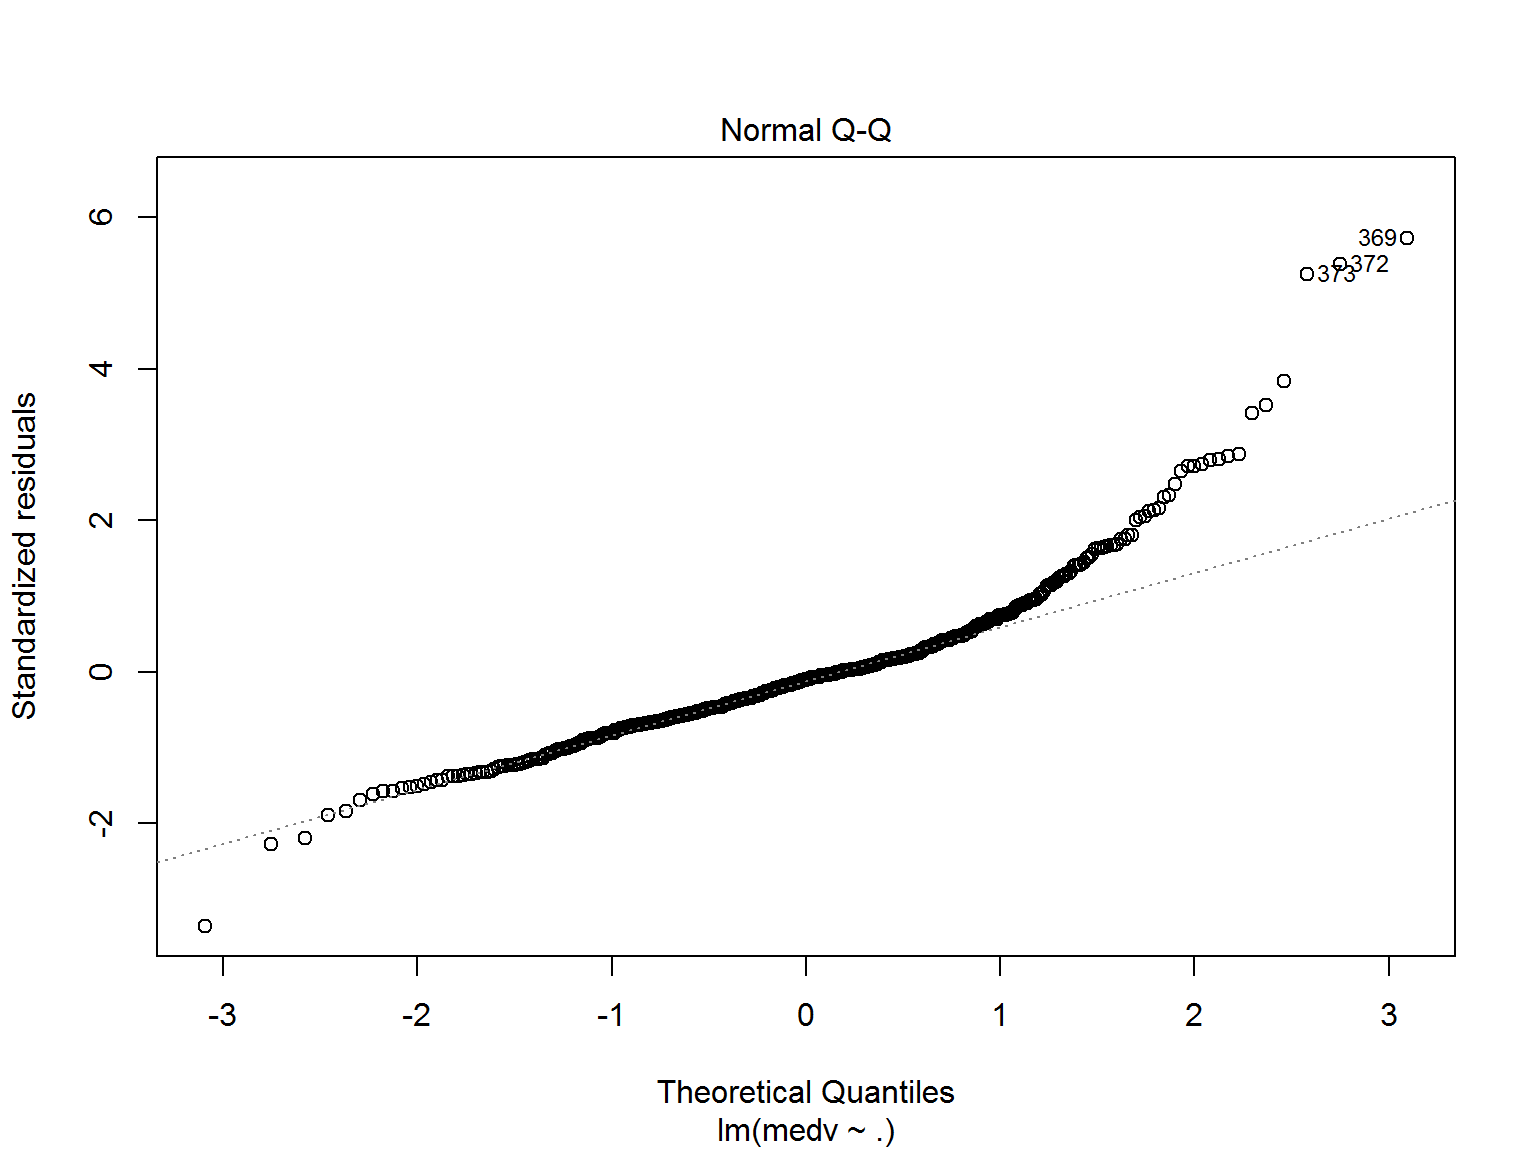 Normal Q-Q
Standardized residuals
6
4
2
0
-2
369
372
373
-3 -2 -1 0 1 2 3
Theoretical Quantiles
lm(medv ~ .)